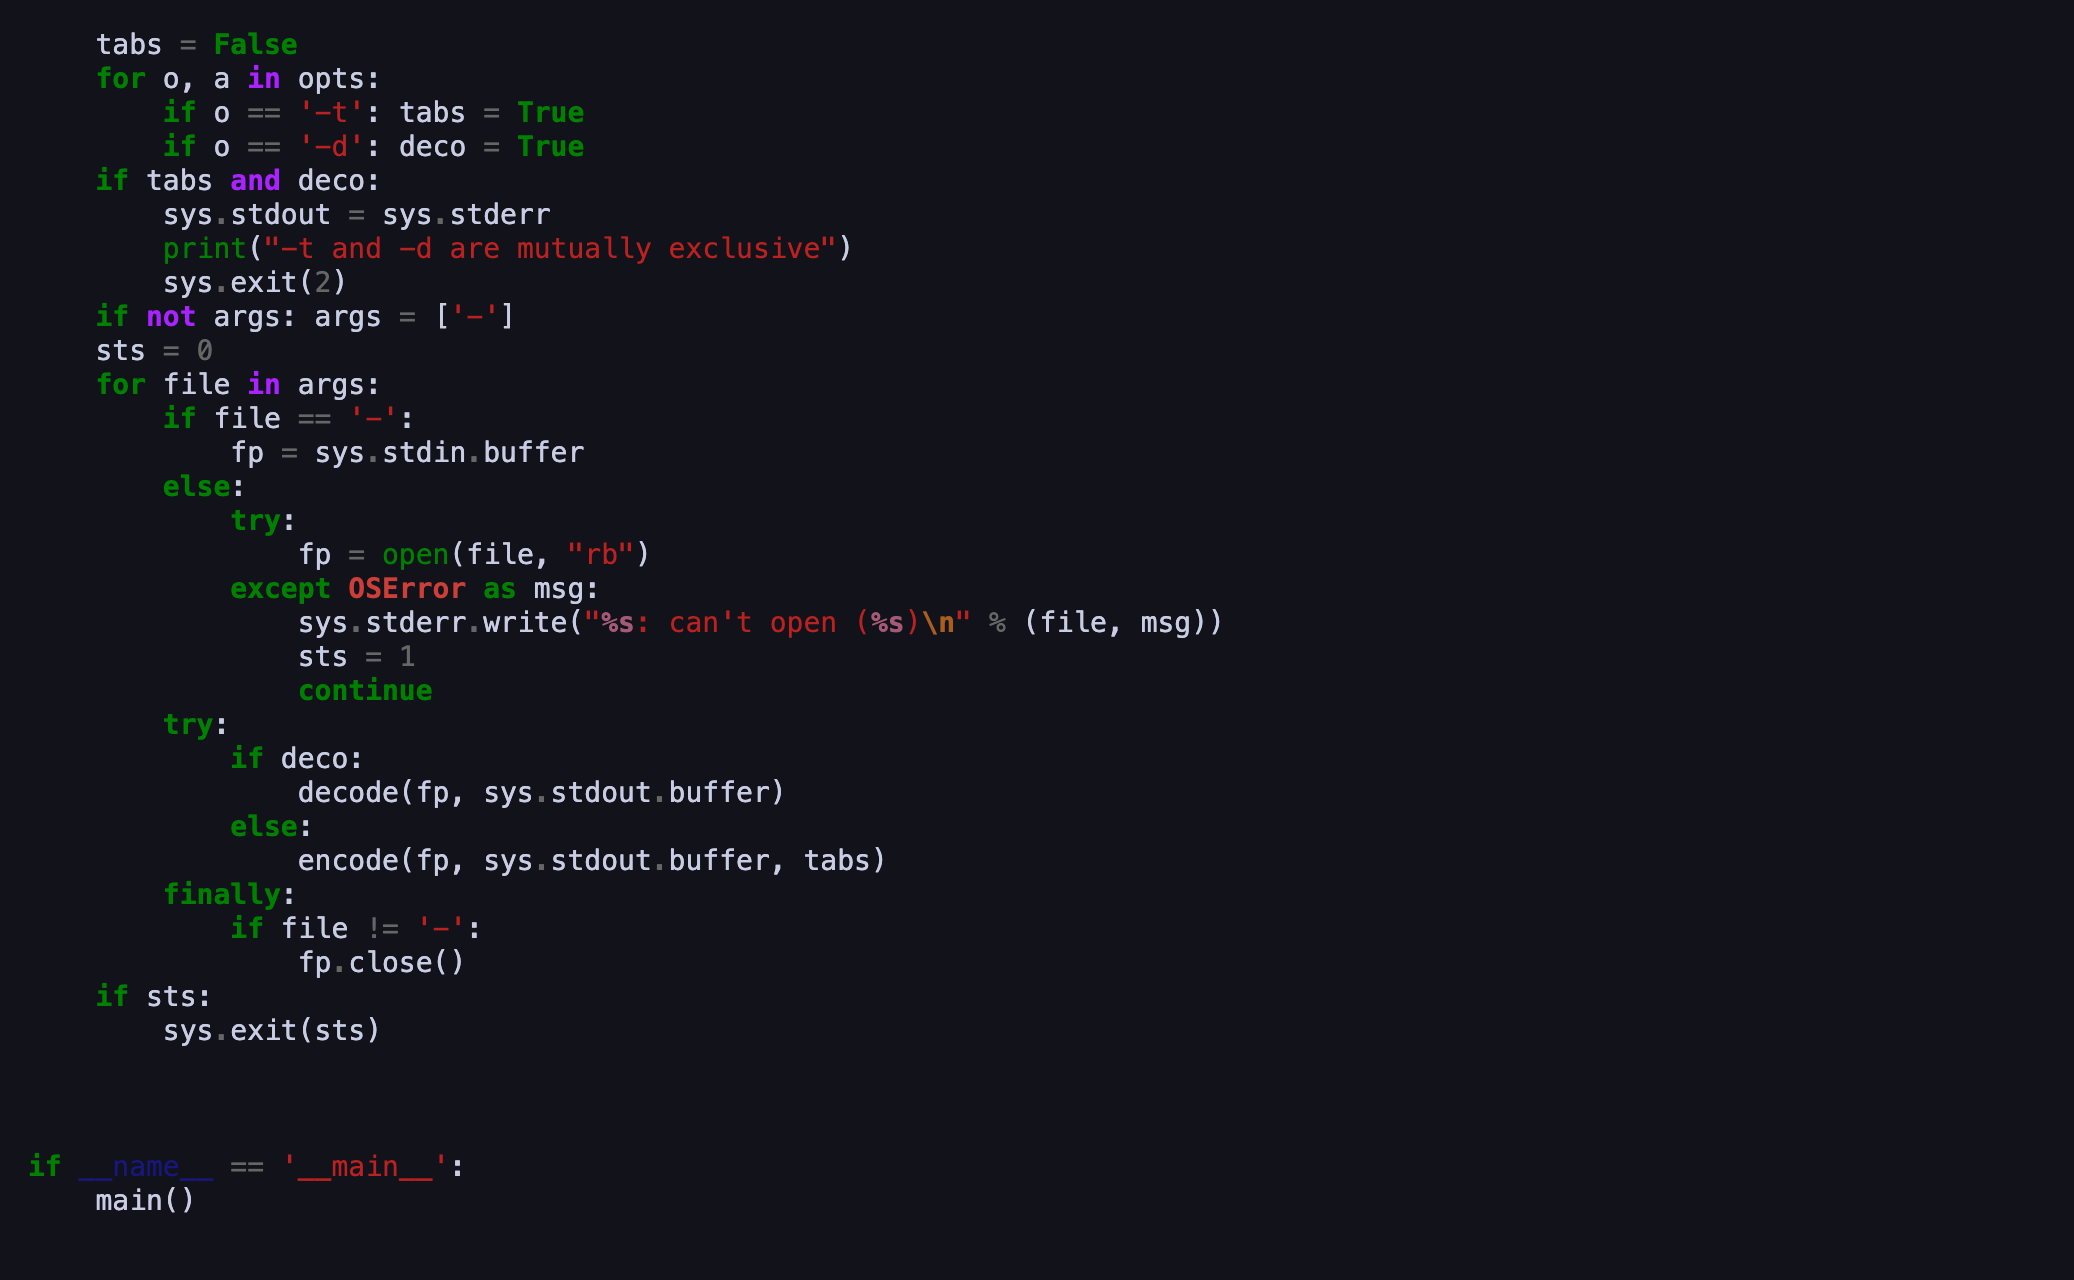 tabs = False
    for o, a in opts:
        if o == '-t': tabs = True
        if o == '-d': deco = True
    if tabs and deco:
        sys.stdout = sys.stderr
        print("-t and -d are mutually exclusive")
        sys.exit(2)
    if not args: args = ['-']
    sts = 0
    for file in args:
        if file == '-':
            fp = sys.stdin.buffer
        else:
            try:
                fp = open(file, "rb")
            except OSError as msg:
                sys.stderr.write("%s: can't open (%s)\n" % (file, msg))
                sts = 1
                continue
        try:
            if deco:
                decode(fp, sys.stdout.buffer)
            else:
                encode(fp, sys.stdout.buffer, tabs)
        finally:
            if file != '-':
                fp.close()
    if sts:
        sys.exit(sts)



if __name__ == '__main__':
    main()